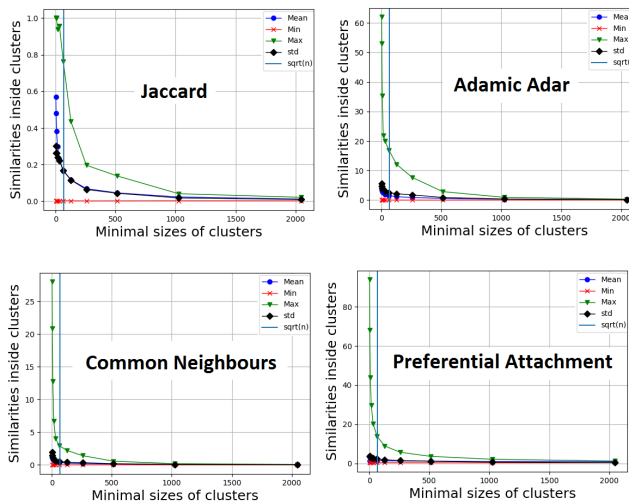 Jaccard
Similarities inside clusters
1.0
0.8
0.6
0.4
0.2
0.0
0
500
1000
1500
2000
Minimal sizes of clusters
Mean
Min
Max
std
sqrt(n)
Adamic Adar
Similarities inside clusters
60
50
40
30
20
10
0
0
500
1000
1500
2000
Minimal sizes of clusters
Mean
Min
Max
std
sqrt(n)
Common Neighbours
Similarities inside clusters
25
20
15
10
5
0
0
500
1000
1500
2000
Minimal sizes of clusters
Mean
Min
Max
std
sqrt(n)
Preferential Attachment
Similarities inside clusters
80
60
40
20
0
0
500
1000
1500
2000
Minimal sizes of clusters
Mean
Min
Max
std
sqrt(n)